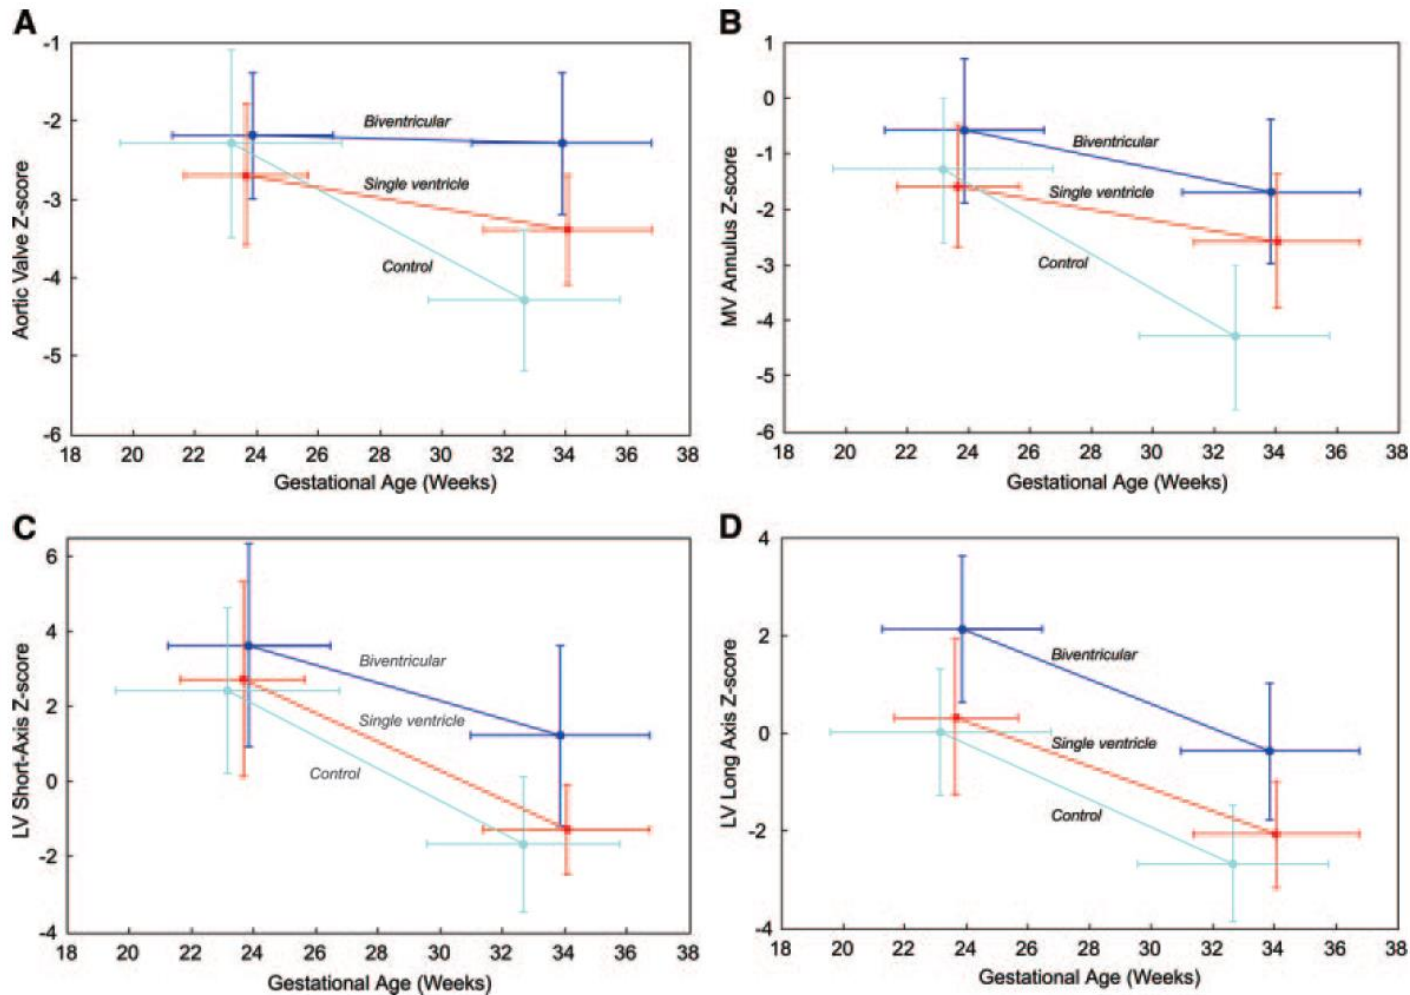 A
-1
-2
-3
-4
-5
-6
Aortic Valve Z-score
Biventricular
Single ventricle
Control
18 20 22 24 26 28 30 32 34 36 38
Gestational Age (Weeks)
B
1
0
-1
-2
-3
-4
-5
-6
MV Annulus Z-score
Biventricular
Single ventricle
Control
18 20 22 24 26 28 30 32 34 36 38
Gestational Age (Weeks)
C
6
4
2
0
-2
-4
LV Short-Axis Z-score
Biventricular
Single ventricle
Control
18 20 22 24 26 28 30 32 34 36 38
Gestational Age (Weeks)
D
4
2
0
-2
-4
LV Long Axis Z-score
Biventricular
Single ventricle
Control
18 20 22 24 26 28 30 32 34 36 38
Gestational Age (Weeks)